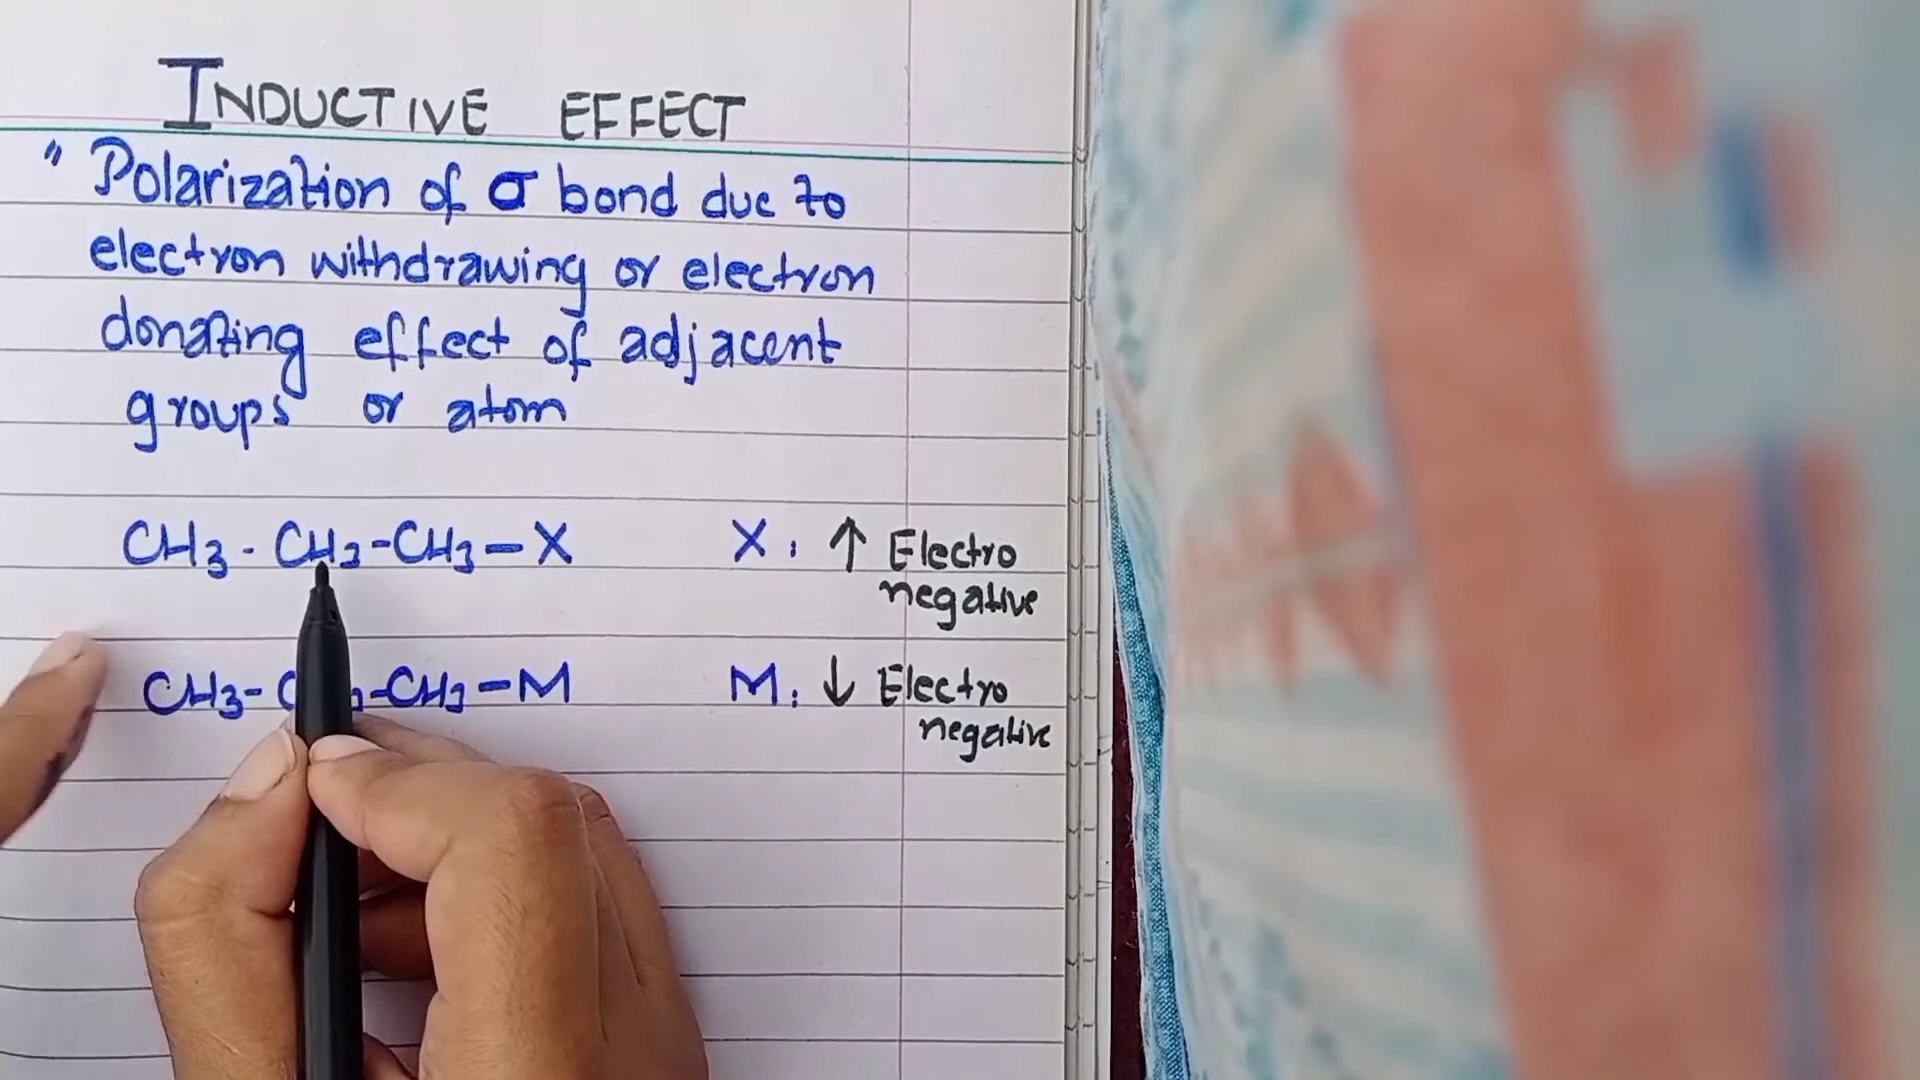 INDUCTIVE EFFECT
" Polarization of σ bond due to
electron withdrawing or electron
donating effect of adjacent
groups or atom
CH3 - CH2 - CH3 - X X : ↑ Electro
negative
CH3 - C - CH3 - M M : ↓ Electro
negative